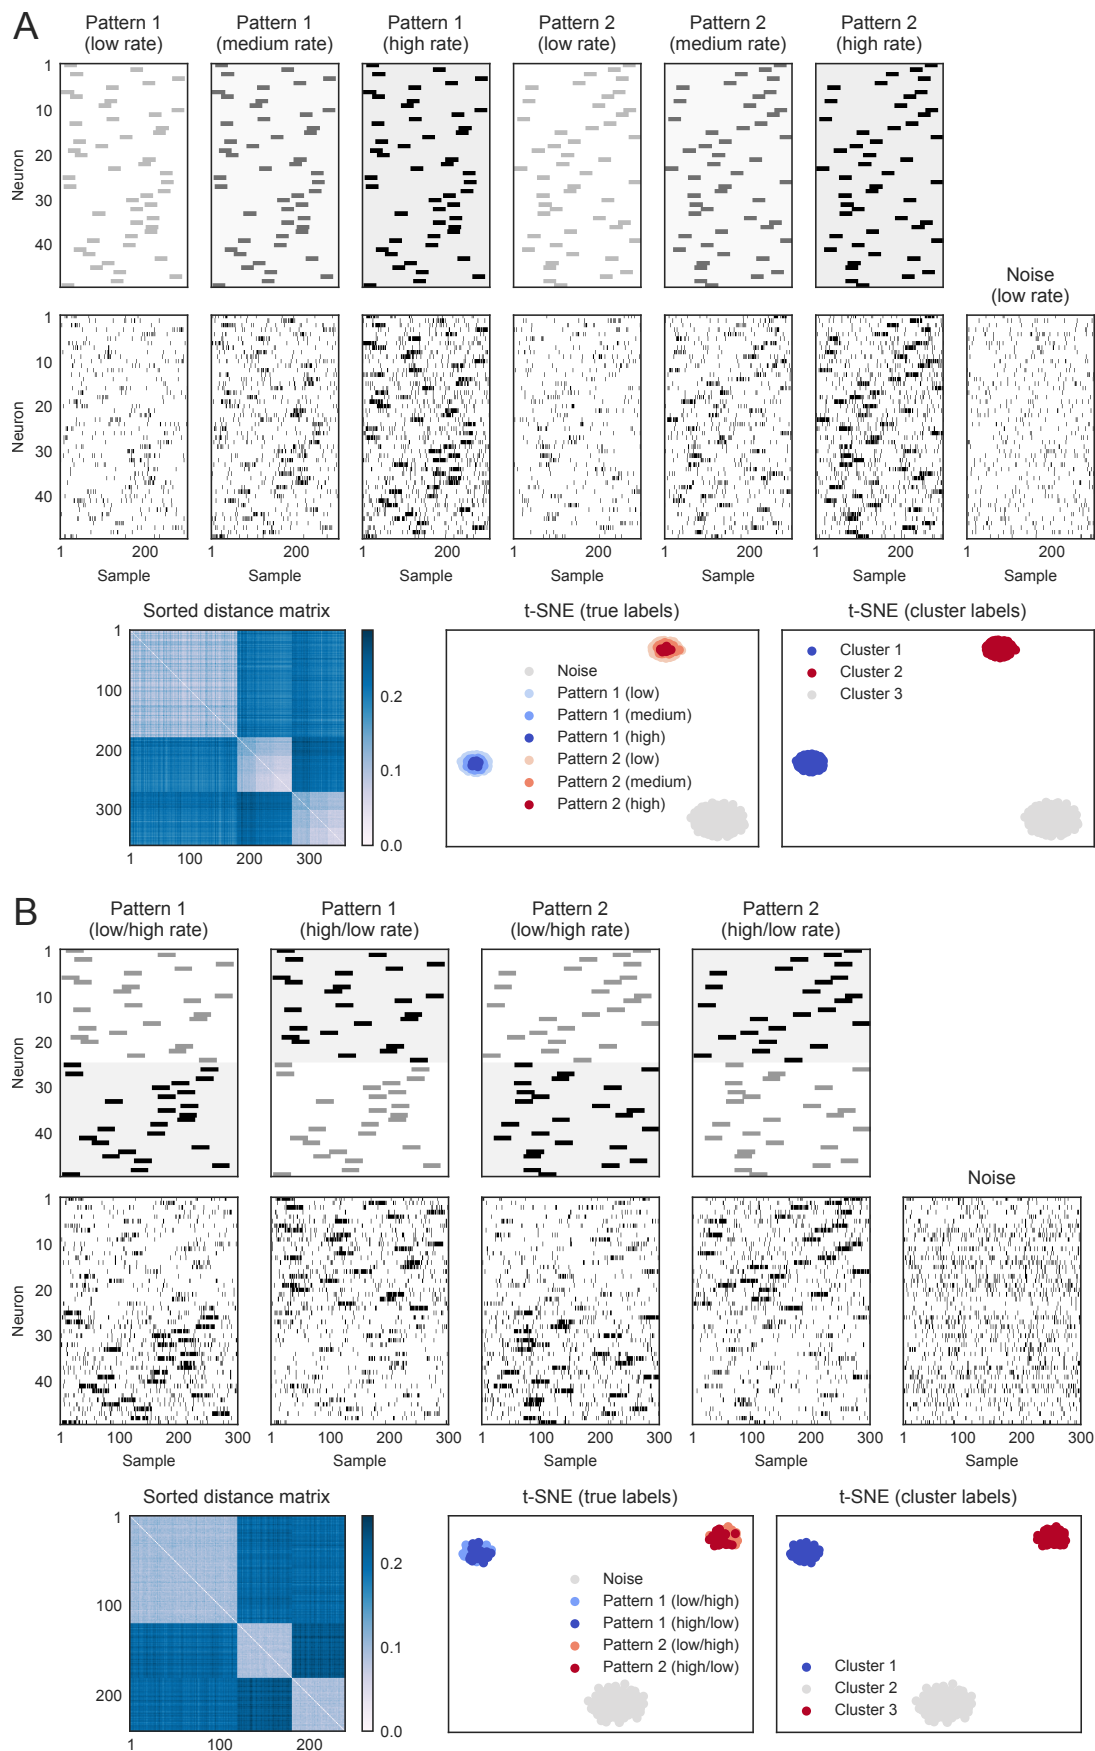 A
Pattern 1 (low rate)
Pattern 1 (medium rate)
Pattern 1 (high rate)
Pattern 2 (low rate)
Pattern 2 (medium rate)
Pattern 2 (high rate)
1
10
20
30
40
Neuron
Noise (low rate)
1
10
20
30
40
Neuron
1 200
1 200
1 200
1 200
1 200
1 200
1 200
Sample
Sample
Sample
Sample
Sample
Sample
Sample
Sorted distance matrix
1
100
200
300
1 100 200 300
0.2
0.1
0.0
t-SNE (true labels)
Noise
Pattern 1 (low)
Pattern 1 (medium)
Pattern 1 (high)
Pattern 2 (low)
Pattern 2 (medium)
Pattern 2 (high)
t-SNE (cluster labels)
Cluster 1
Cluster 2
Cluster 3
B
Pattern 1 (low/high rate)
Pattern 1 (high/low rate)
Pattern 2 (low/high rate)
Pattern 2 (high/low rate)
1
10
20
30
40
Neuron
Noise
1
10
20
30
40
Neuron
1 100 200 300
1 100 200 300
1 100 200 300
1 100 200 300
1 100 200 300
Sample
Sample
Sample
Sample
Sample
Sorted distance matrix
1
100
200
1 100 200
0.2
0.1
0.0
t-SNE (true labels)
Noise
Pattern 1 (low/high)
Pattern 1 (high/low)
Pattern 2 (low/high)
Pattern 2 (high/low)
t-SNE (cluster labels)
Cluster 1
Cluster 2
Cluster 3